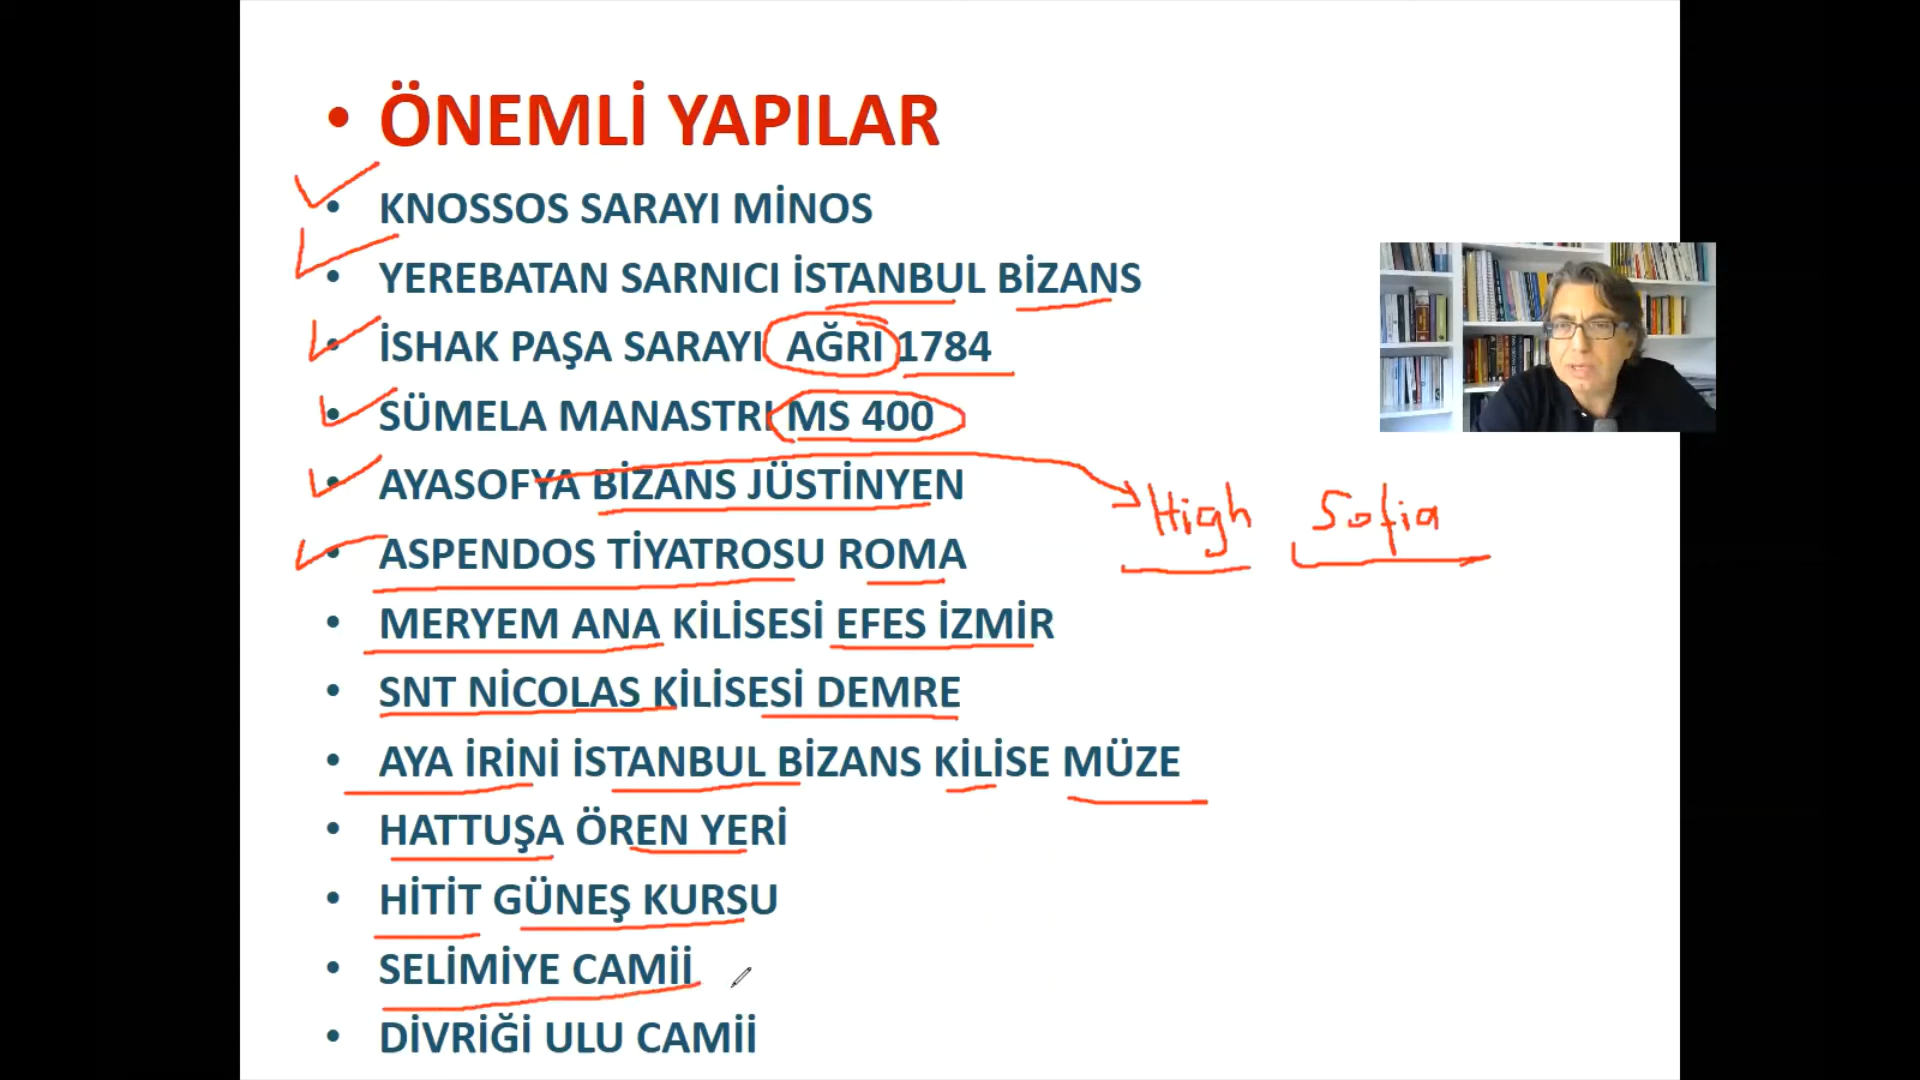 ÖNEMLİ YAPILAR
KNOSSOS SARAYI MİNOS
YEREBATAN SARNICI İSTANBUL BİZANS
İSHAK PAŞA SARAYI AĞRI 1784
SÜMELA MANASTRI MS 400
AYASOFYA BİZANS JÜSTİNYEN
High Sofia
ASPENDOS TİYATROSU ROMA
MERYEM ANA KİLİSESİ EFES İZMİR
SNT NİCOLAS KİLİSESİ DEMRE
AYA İRİNİ İSTANBUL BİZANS KİLİSE MÜZE
HATTUŞA ÖREN YERİ
HİTİT GÜNEŞ KURSU
SELİMİYE CAMİİ
DİVRİĞİ ULU CAMİİ